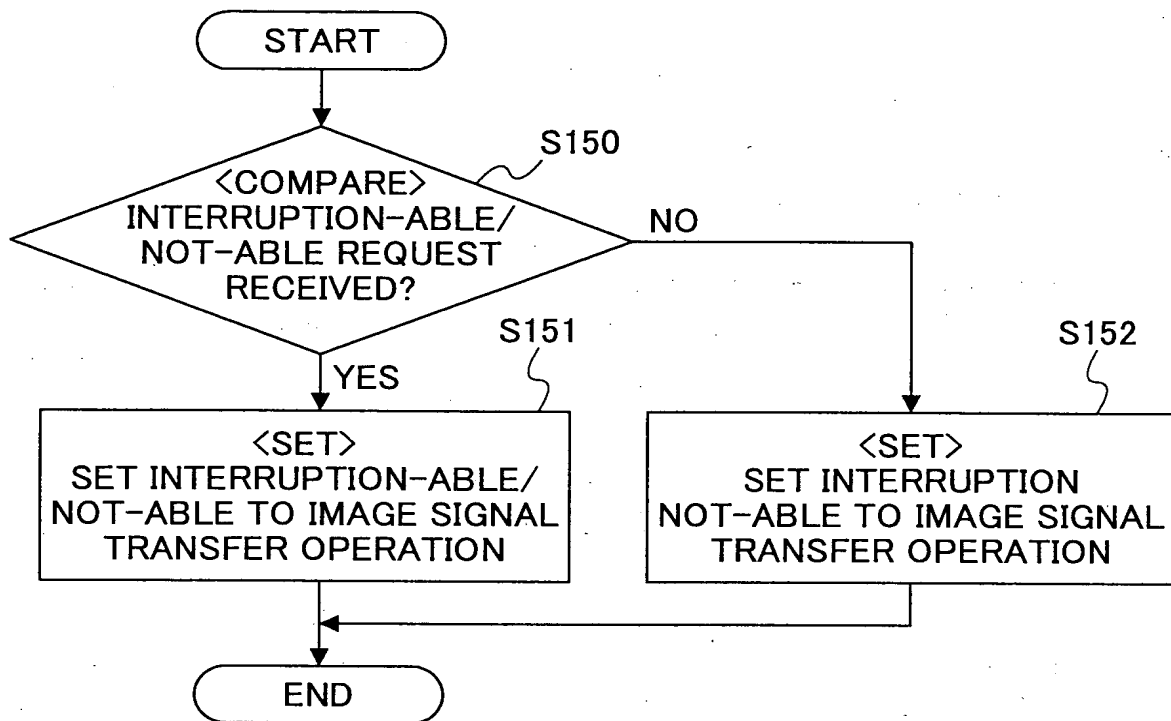 START
S150
<COMPARE>
INTERRUPTION-ABLE/
NOT-ABLE REQUEST
RECEIVED?
NO
YES
S151
<SET>
SET INTERRUPTION-ABLE/
NOT-ABLE TO IMAGE SIGNAL
TRANSFER OPERATION
S152
<SET>
SET INTERRUPTION
NOT-ABLE TO IMAGE SIGNAL
TRANSFER OPERATION
END